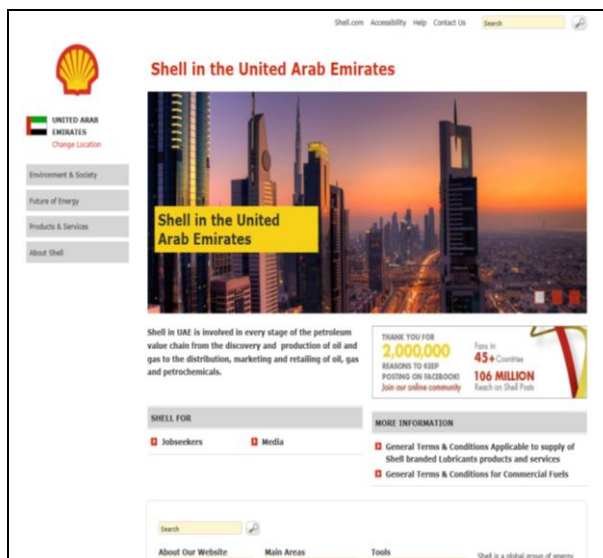 Shell.com Accessibility Help Contact Us Search
Shell in the United Arab Emirates
UNITED ARAB
EMIRATES
Change Location
Environment & Society
Future of Energy
Products & Services
About Shell
Shell in the United
Arab Emirates
Shell in UAE is involved in every stage of the petroleum
value chain from the discovery and production of oil and
gas to the distribution, marketing and retailing of oil, gas
and petrochemicals.
THANK YOU FOR
2,000,000
REASONS TO KEEP
POSTING ON FACEBOOK!
Join our online community
Fans in
45+ Countries
106 MILLION
Reach on Shell Posts
SHELL FOR
Jobseekers Media
MORE INFORMATION
General Terms & Conditions Applicable to supply of
Shell branded Lubricants products and services
General Terms & Conditions for Commercial Fuels
Search
About Our Website Main Areas Tools
Shell is a global group of energy